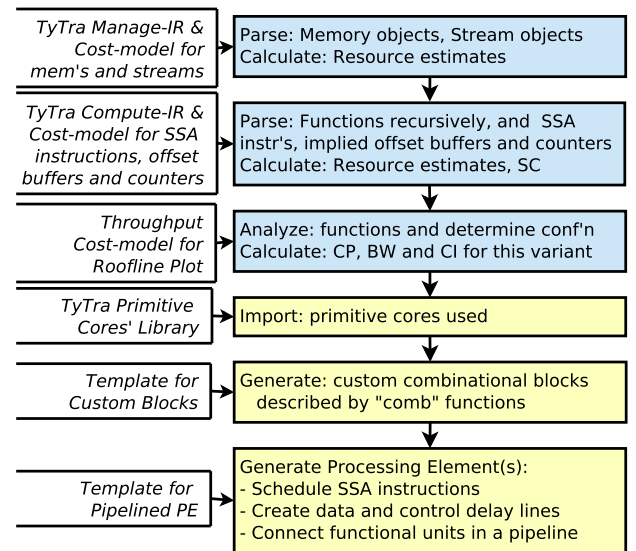 TyTra Manage-IR &
Cost-model for
mem's and streams
Parse: Memory objects, Stream objects
Calculate: Resource estimates
TyTra Compute-IR &
Cost-model for SSA
instructions, offset
buffers and counters
Parse: Functions recursively, and SSA
instr's, implied offset buffers and counters
Calculate: Resource estimates, SC
Throughput
Cost-model for
Roofline Plot
Analyze: functions and determine conf'n
Calculate: CP, BW and CI for this variant
TyTra Primitive
Cores' Library
Import: primitive cores used
Template for
Custom Blocks
Generate: custom combinational blocks
described by "comb" functions
Template for
Pipelined PE
Generate Processing Element(s):
- Schedule SSA instructions
- Create data and control delay lines
- Connect functional units in a pipeline